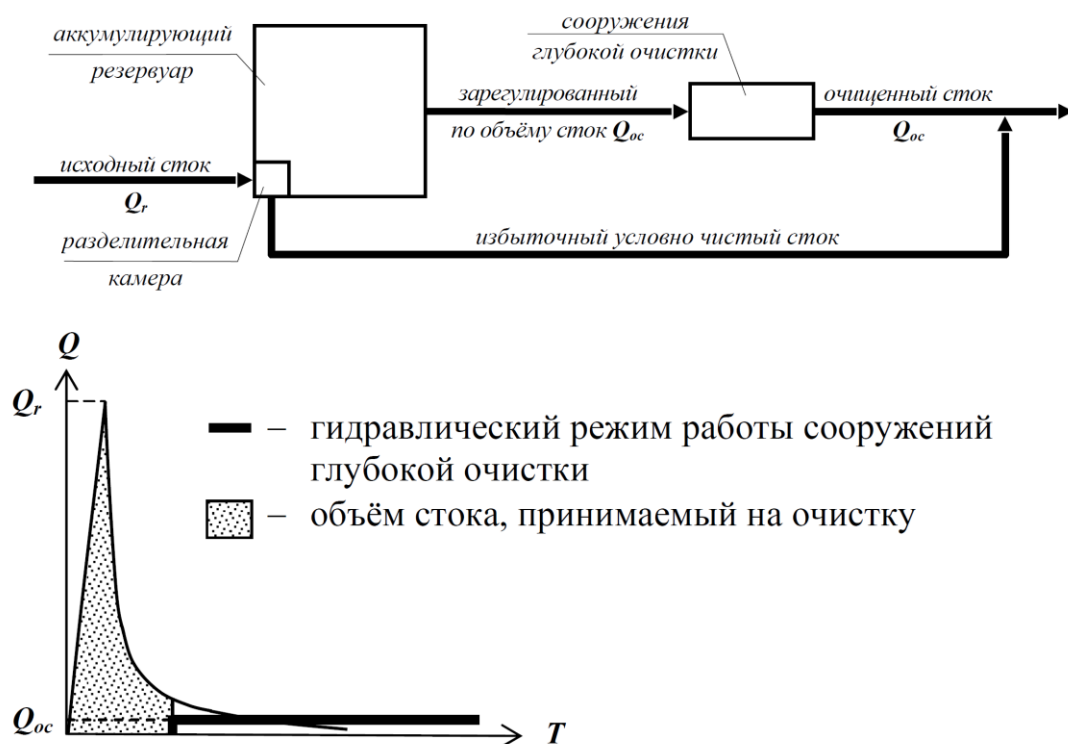 аккумулирующий
резервуар
сооружения
глубокой очистки
зарегулированный
по объёму сток Qос
очищенный сток
Qос
исходный сток
Qr
разделительная
камера
избыточный условно чистый сток
Q
Qr
– гидравлический режим работы сооружений
глубокой очистки
– объём стока, принимаемый на очистку
Qос
T